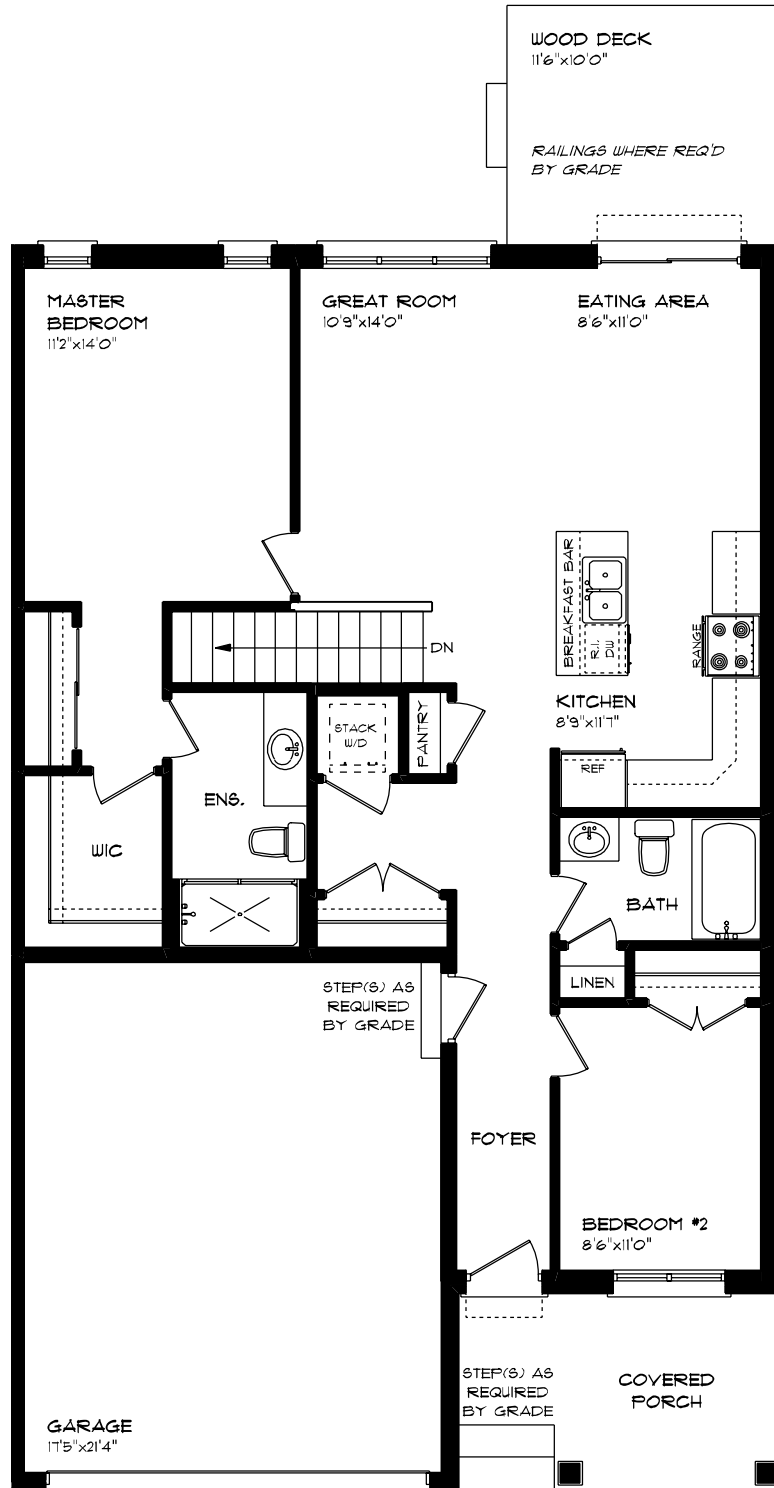 WOOD DECK
11'6"x10'0"
RAILINGS WHERE REQ'D
BY GRADE
MASTER
BEDROOM
11'2"x14'0"
GREAT ROOM
10'9"x14'0"
EATING AREA
8'6"x11'0"
BREAKFAST BAR
R.I.
DW
RANGE
DN
KITCHEN
8'9"x11'7"
STACK
W/D
PANTRY
REF
ENS.
WIC
BATH
LINEN
STEP(S) AS
REQUIRED
BY GRADE
FOYER
BEDROOM #2
8'6"x11'0"
STEP(S) AS
REQUIRED
BY GRADE
COVERED
PORCH
GARAGE
17'5"x21'4"